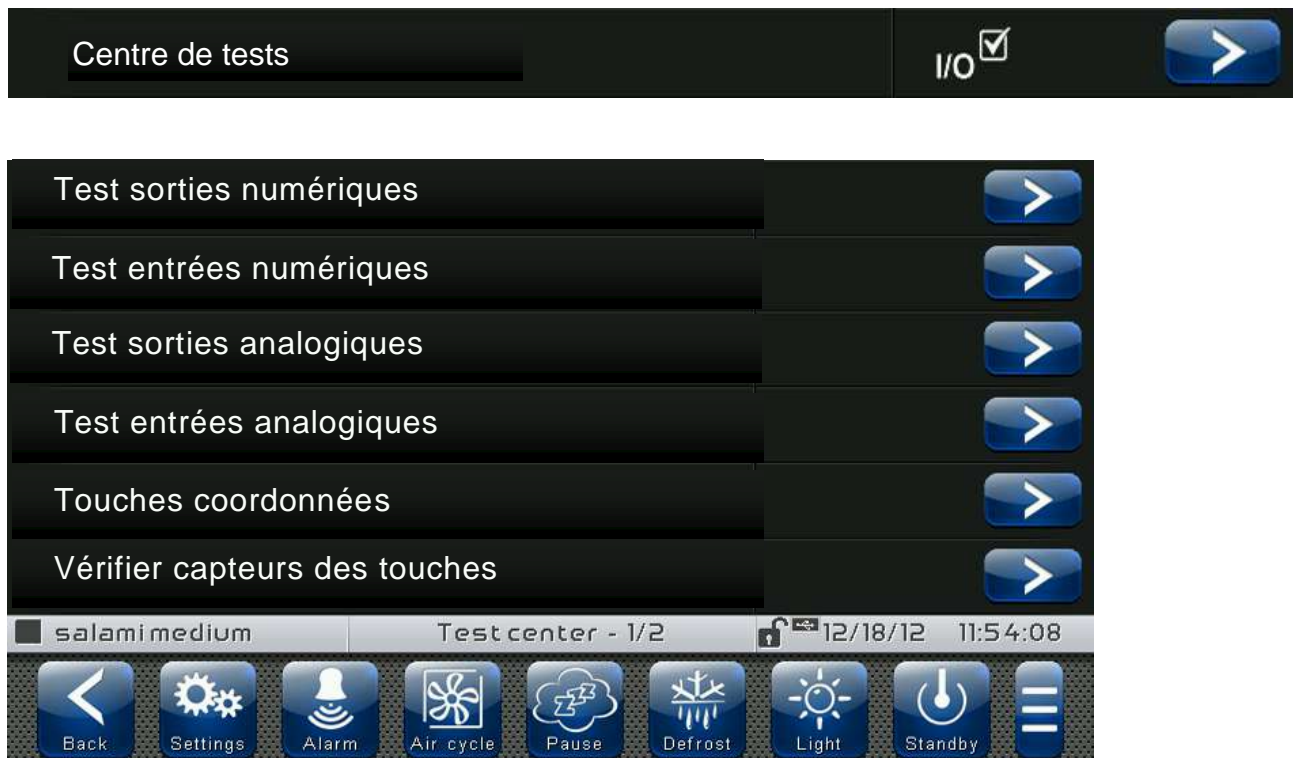 Centre de tests
I/O
Test sorties numériques
Test entrées numériques
Test sorties analogiques
Test entrées analogiques
Touches coordonnées
Vérifier capteurs des touches
salami medium Test center - 1/2 12/18/12 11:54:08
Back Settings Alarm Air cycle Pause Defrost Light Standby